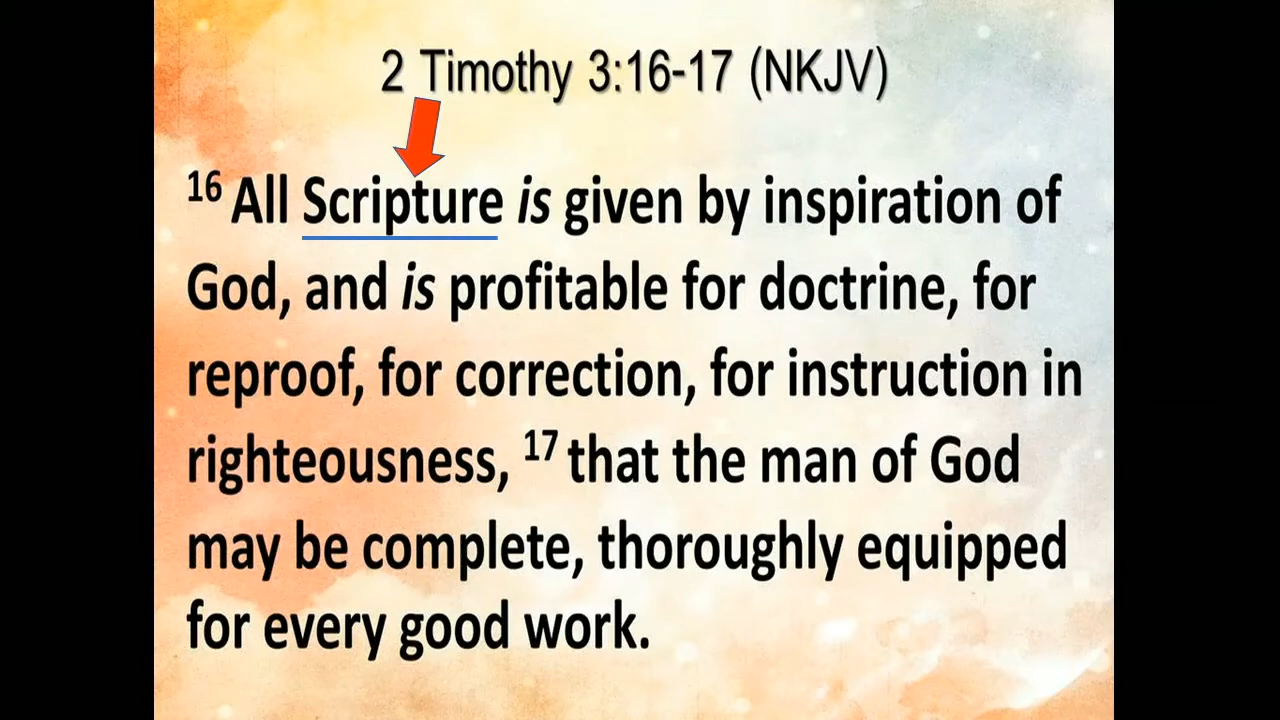 2 Timothy 3:16-17 (NKJV)
16 All Scripture is given by inspiration of
God, and is profitable for doctrine, for
reproof, for correction, for instruction in
righteousness, 17 that the man of God
may be complete, thoroughly equipped
for every good work.